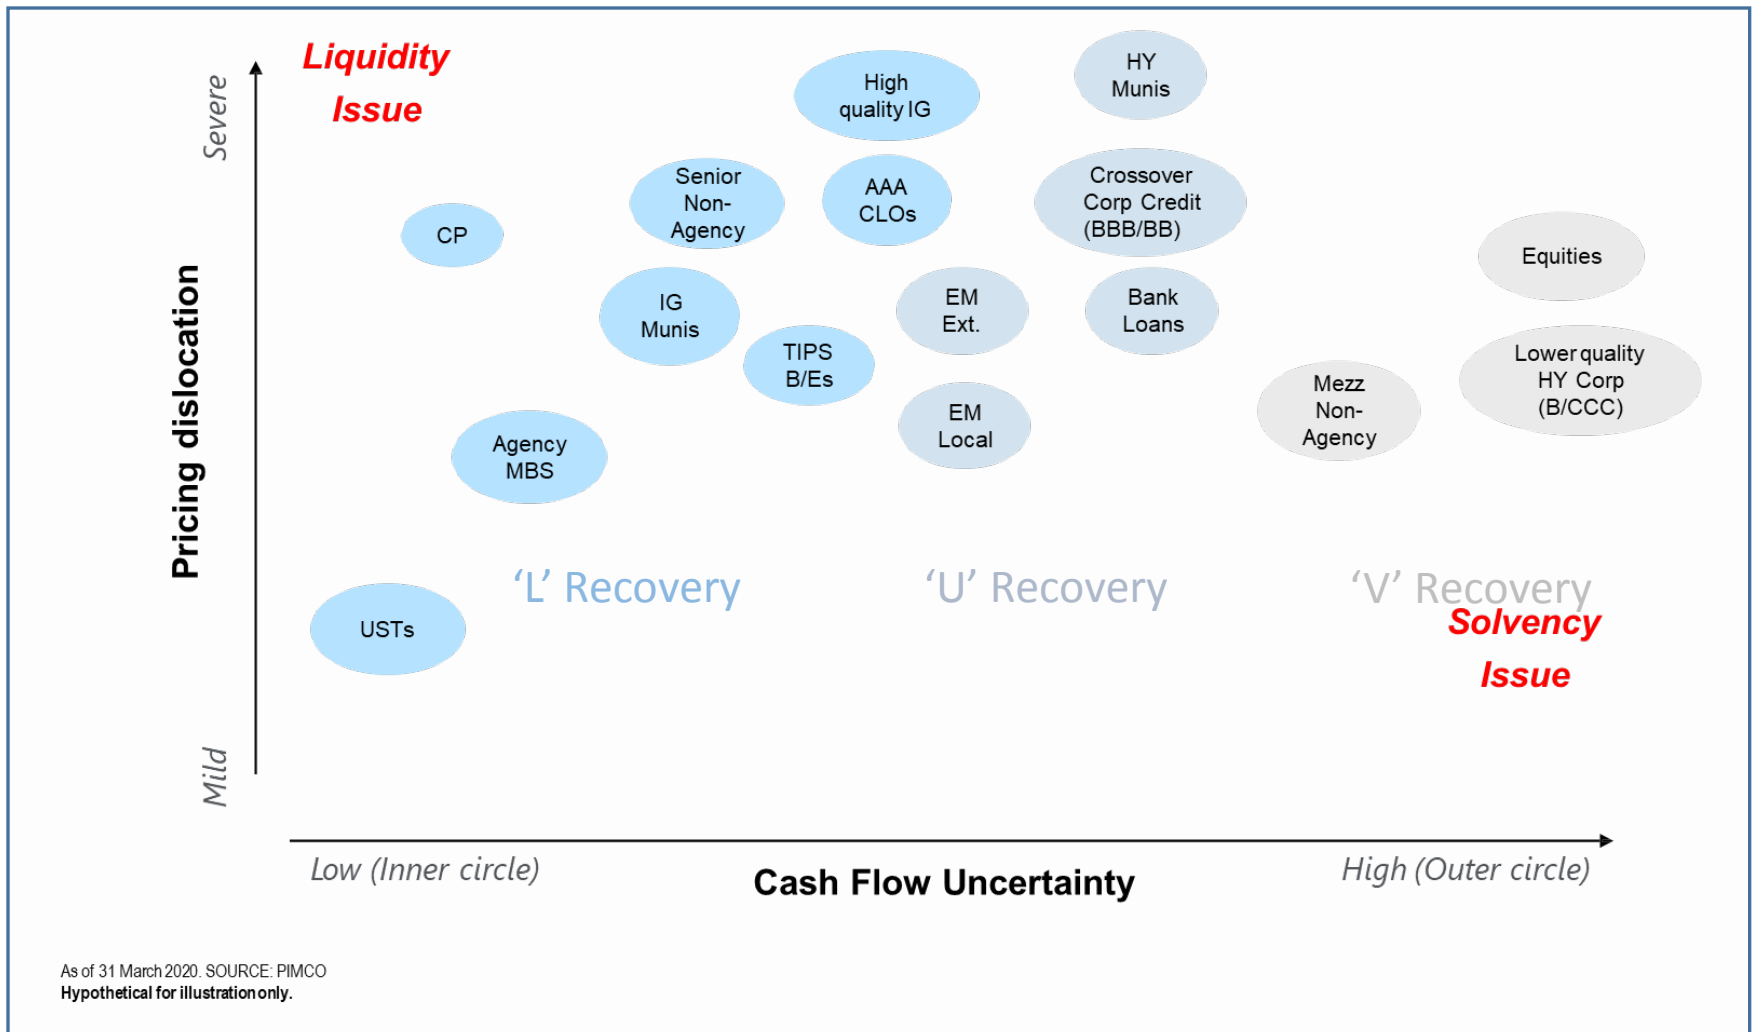 Liquidity
Issue
Severe
Pricing dislocation
Mild
High
quality IG
HY
Munis
Senior
Non-
Agency
AAA
CLOs
Crossover
Corp Credit
(BBB/BB)
CP
Equities
IG
Munis
EM
Ext.
Bank
Loans
TIPS
B/Es
Lower quality
HY Corp
(B/CCC)
Mezz
Non-
Agency
EM
Local
Agency
MBS
USTs
‘L’ Recovery
‘U’ Recovery
‘V’ Recovery
Solvency
Issue
Low (Inner circle)
Cash Flow Uncertainty
High (Outer circle)
As of 31 March 2020. SOURCE: PIMCO
Hypothetical for illustration only.